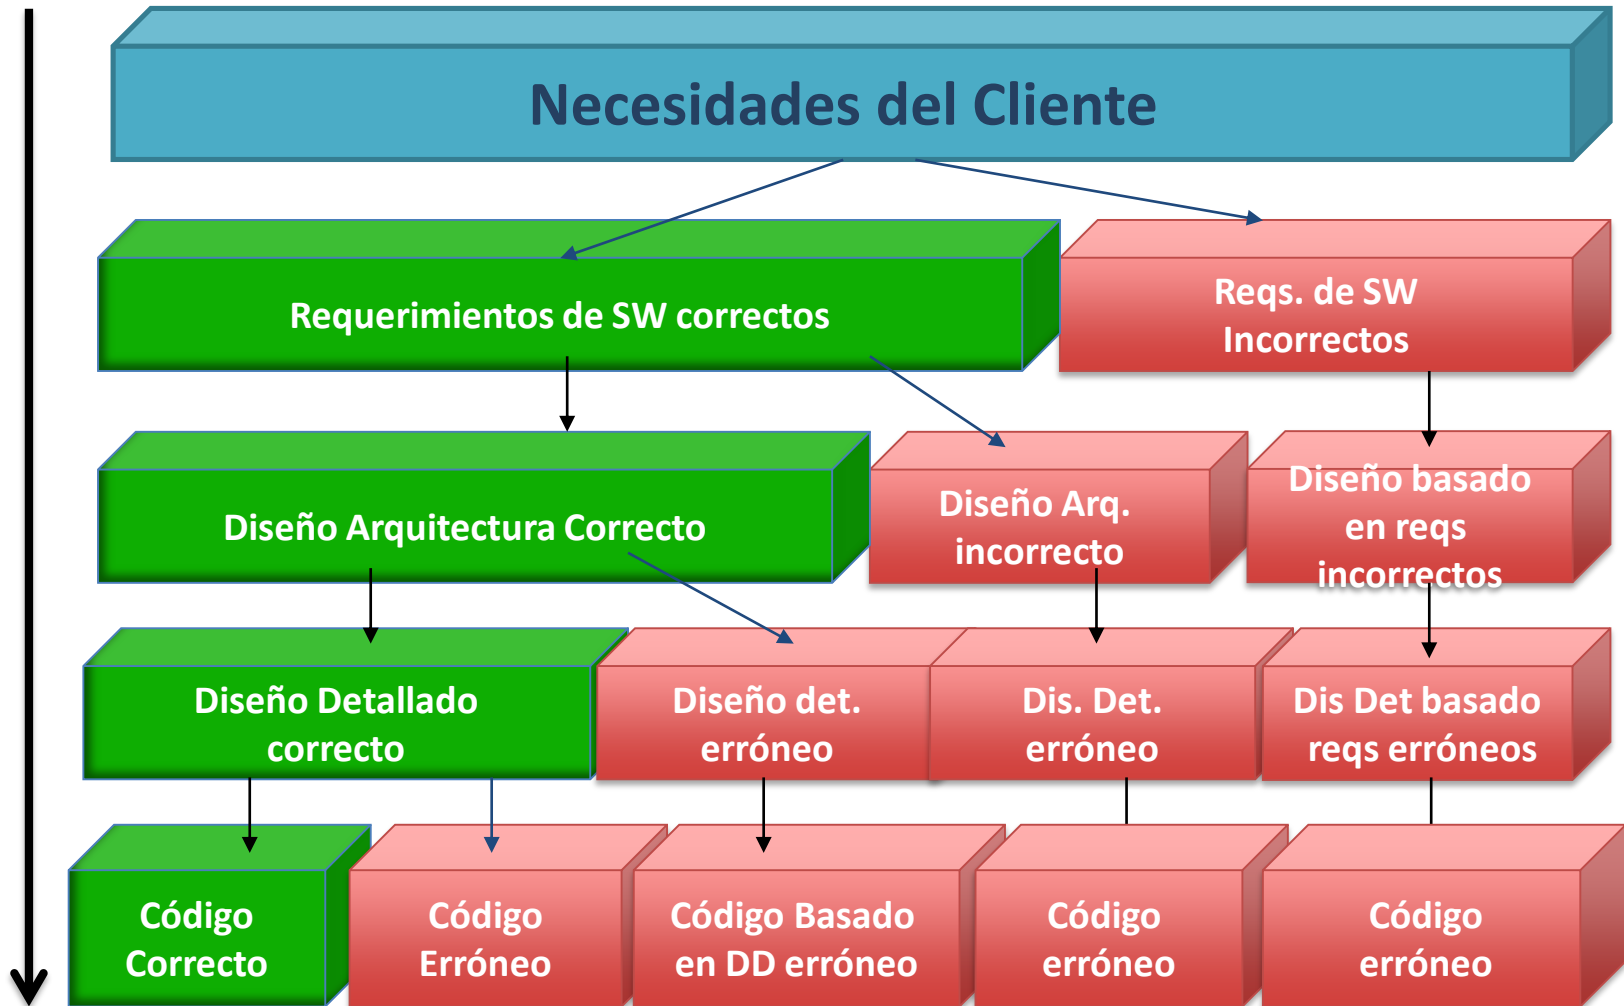 Necesidades del Cliente
Requerimientos de SW correctos
Reqs. de SW
Incorrectos
Diseño Arquitectura Correcto
Diseño Arq.
incorrecto
Diseño basado
en reqs
incorrectos
Diseño Detallado
correcto
Diseño det.
erróneo
Dis. Det.
erróneo
Dis Det basado
reqs erróneos
Código
Correcto
Código
Erróneo
Código Basado
en DD erróneo
Código
erróneo
Código
erróneo